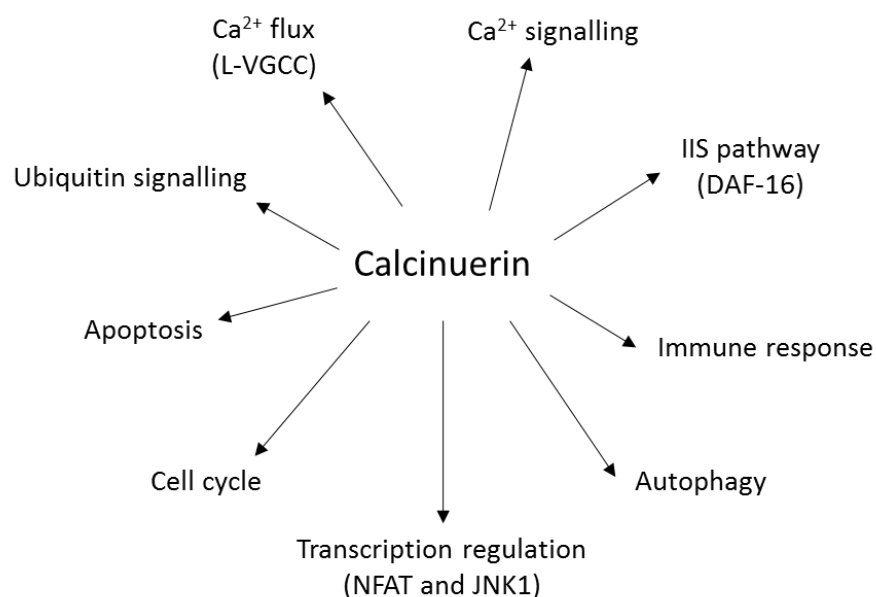 Ca²⁺ flux
(L-VGCC)
Ca²⁺ signalling
IIS pathway
(DAF-16)
Ubiquitin signalling
Calcinuerin
Apoptosis
Immune response
Cell cycle
Autophagy
Transcription regulation
(NFAT and JNK1)